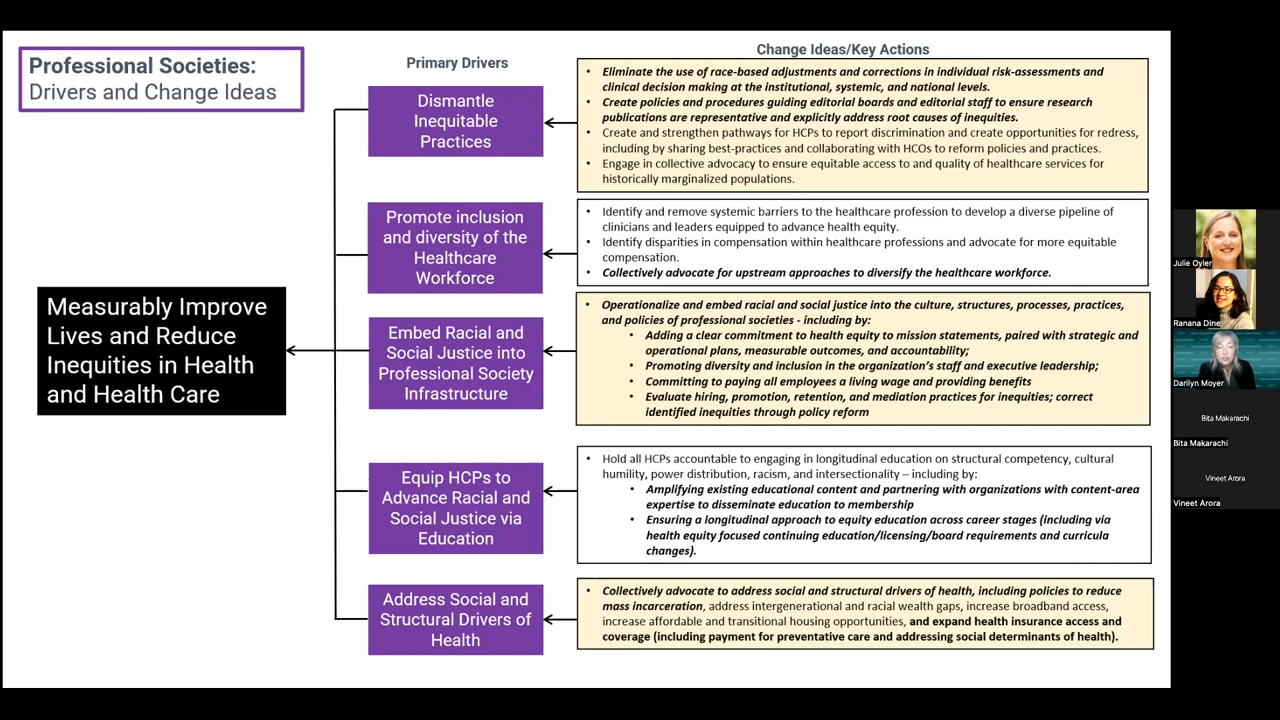 Professional Societies:
Drivers and Change Ideas
Primary Drivers
Change Ideas/Key Actions
Measurably Improve
Lives and Reduce
Inequities in Health
and Health Care
Dismantle
Inequitable
Practices
• Eliminate the use of race-based adjustments and corrections in individual risk-assessments and
clinical decision making at the institutional, systemic, and national levels.
• Create policies and procedures guiding editorial boards and editorial staff to ensure research
publications are representative and explicitly address root causes of inequities.
• Create and strengthen pathways for HCPs to report discrimination and create opportunities for redress,
including by sharing best-practices and collaborating with HCOs to reform policies and practices.
• Engage in collective advocacy to ensure equitable access to and quality of healthcare services for
historically marginalized populations.
Promote inclusion
and diversity of the
Healthcare
Workforce
• Identify and remove systemic barriers to the healthcare profession to develop a diverse pipeline of
clinicians and leaders equipped to advance health equity.
• Identify disparities in compensation within healthcare professions and advocate for more equitable
compensation.
• Collectively advocate for upstream approaches to diversify the healthcare workforce.
Embed Racial and
Social Justice into
Professional Society
Infrastructure
• Operationalize and embed racial and social justice into the culture, structures, processes, practices,
and policies of professional societies - including by:
• Adding a clear commitment to health equity to mission statements, paired with strategic and
operational plans, measurable outcomes, and accountability;
• Promoting diversity and inclusion in the organization's staff and executive leadership;
• Committing to paying all employees a living wage and providing benefits
• Evaluate hiring, promotion, retention, and mediation practices for inequities; correct
identified inequities through policy reform
Equip HCPs to
Advance Racial and
Social Justice via
Education
• Hold all HCPs accountable to engaging in longitudinal education on structural competency, cultural
humility, power distribution, racism, and intersectionality – including by:
• Amplifying existing educational content and partnering with organizations with content-area
expertise to disseminate education to membership
• Ensuring a longitudinal approach to equity education across career stages (including via
health equity focused continuing education/licensing/board requirements and curricula
changes).
Address Social and
Structural Drivers of
Health
• Collectively advocate to address social and structural drivers of health, including policies to reduce
mass incarceration, address intergenerational and racial wealth gaps, increase broadband access,
increase affordable and transitional housing opportunities, and expand health insurance access and
coverage (including payment for preventative care and addressing social determinants of health).
Julie Oyler
Ranana Dine
Darilyn Moyer
Bita Makarachi
Bita Makarachi
Vineet Arora
Vineet Arora